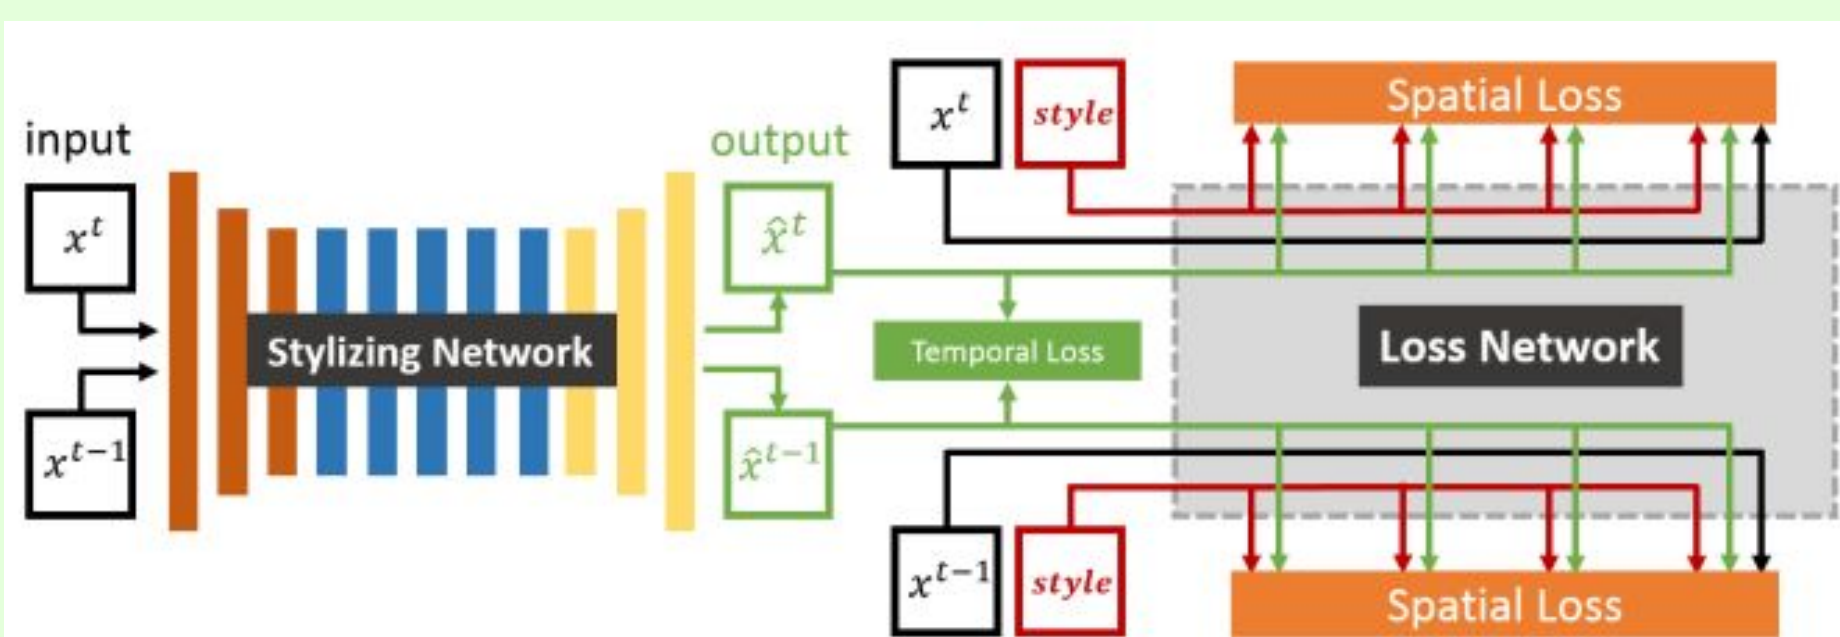 input
x^t
x^{t-1}
Stylizing Network
output
x̂^t
x̂^{t-1}
x^t
style
Temporal Loss
x^{t-1}
style
Spatial Loss
Loss Network
Spatial Loss